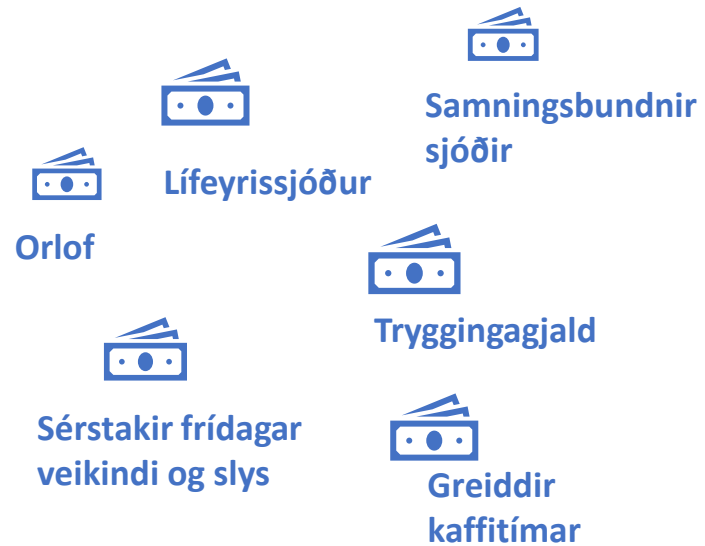 Samningsbundnir
sjóðir
Lífeyrissjóður
Orlof
Tryggingagjald
Sérstakir frídagar
veikindi og slys
Greiddir
kaffitímar